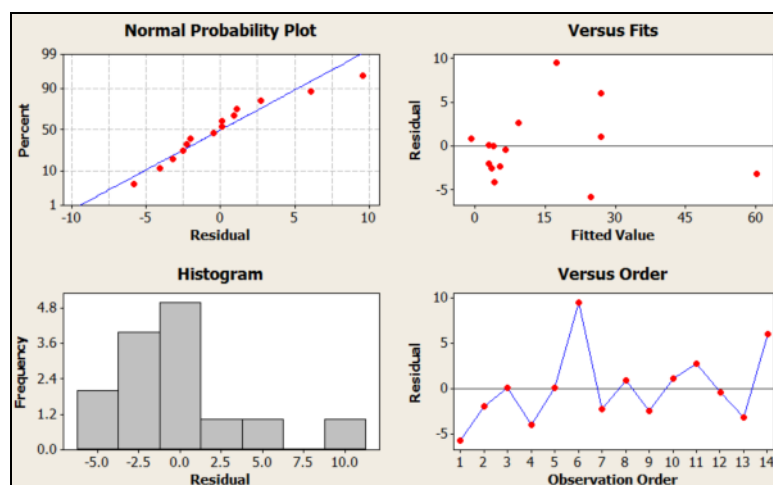 Normal Probability Plot
99
90
50
10
1
Percent
-10 -5 0 5 10
Residual
Versus Fits
10
5
0
-5
Residual
0 15 30 45 60
Fitted Value
Histogram
4.8
3.6
2.4
1.2
0.0
Frequency
-5.0 -2.5 0.0 2.5 5.0 7.5 10.0
Residual
Versus Order
10
5
0
-5
Residual
1 2 3 4 5 6 7 8 9 10 11 12 13 14
Observation Order